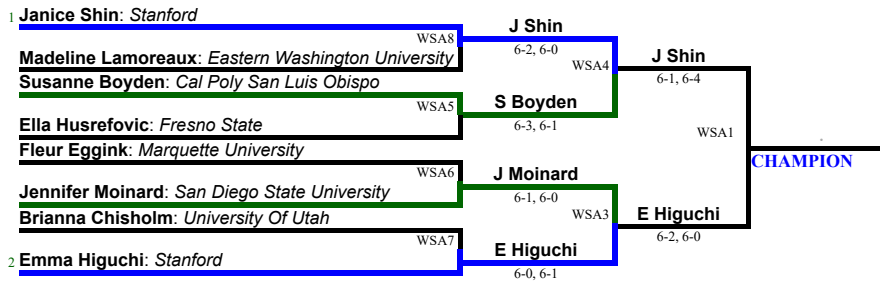 1 Janice Shin: Stanford
WSA8
J Shin
6-2, 6-0
Madeline Lamoreaux: Eastern Washington University
WSA4
J Shin
6-1, 6-4
Susanne Boyden: Cal Poly San Luis Obispo
WSA5
S Boyden
6-3, 6-1
Ella Husrefovic: Fresno State
WSA1
CHAMPION
Fleur Eggink: Marquette University
WSA6
J Moinard
6-1, 6-0
Jennifer Moinard: San Diego State University
WSA3
E Higuchi
6-2, 6-0
Brianna Chisholm: University Of Utah
WSA7
E Higuchi
6-0, 6-1
2 Emma Higuchi: Stanford